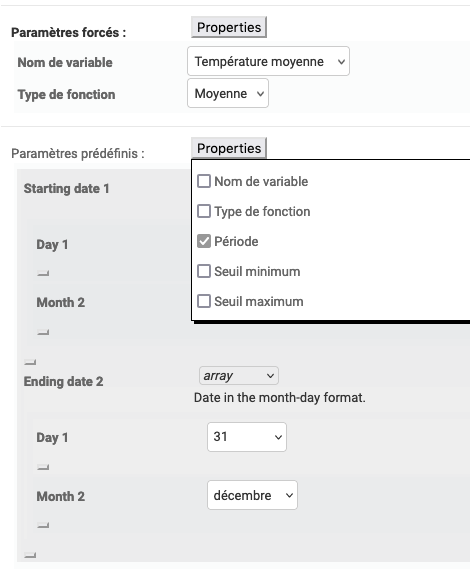 Paramètres forcés : Properties
Nom de variable Température moyenne
Type de fonction Moyenne
Paramètres prédéfinis : Properties
Starting date 1
Nom de variable
Type de fonction
Day 1
Période
Seuil minimum
Month 2
Seuil maximum
Ending date 2 array
Date in the month-day format.
Day 1 31
Month 2 décembre